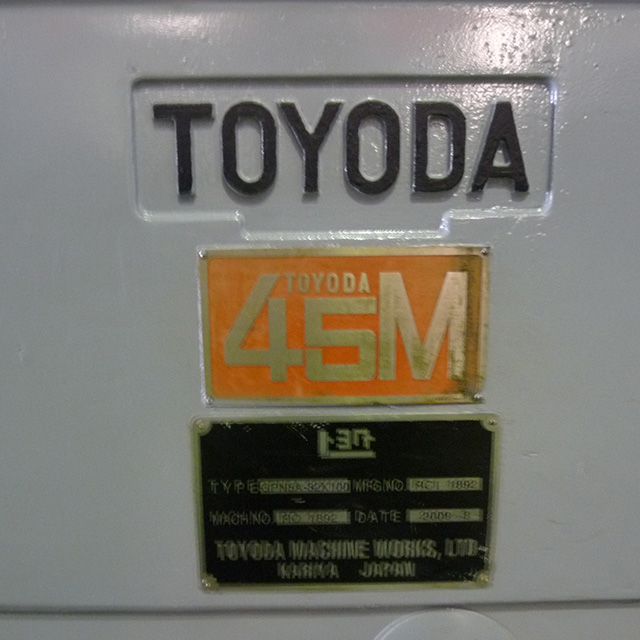 TOYODA
TOYODA
45M
TYPE MFG.NO.
MACH NO. DATE
TOYODA MACHINE WORKS, LTD.
KARIYA JAPAN